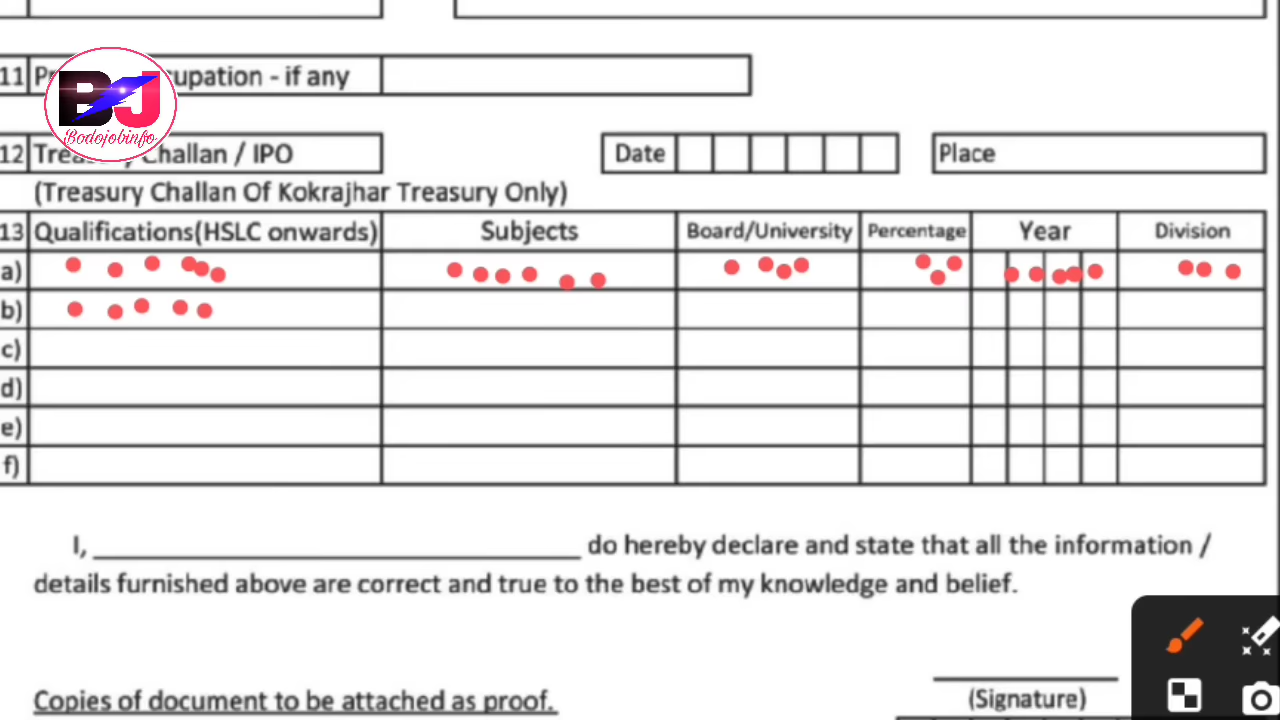 11 P upation - if any
BJ
Bodojobinfo
12 Trea Challan / IPO Date Place
(Treasury Challan Of Kokrajhar Treasury Only)
13 Qualifications(HSLC onwards) Subjects Board/University Percentage Year Division
a)
b)
c)
d)
e)
f)
I, ______________________________ do hereby declare and state that all the information /
details furnished above are correct and true to the best of my knowledge and belief.
Copies of document to be attached as proof.
(Signature)